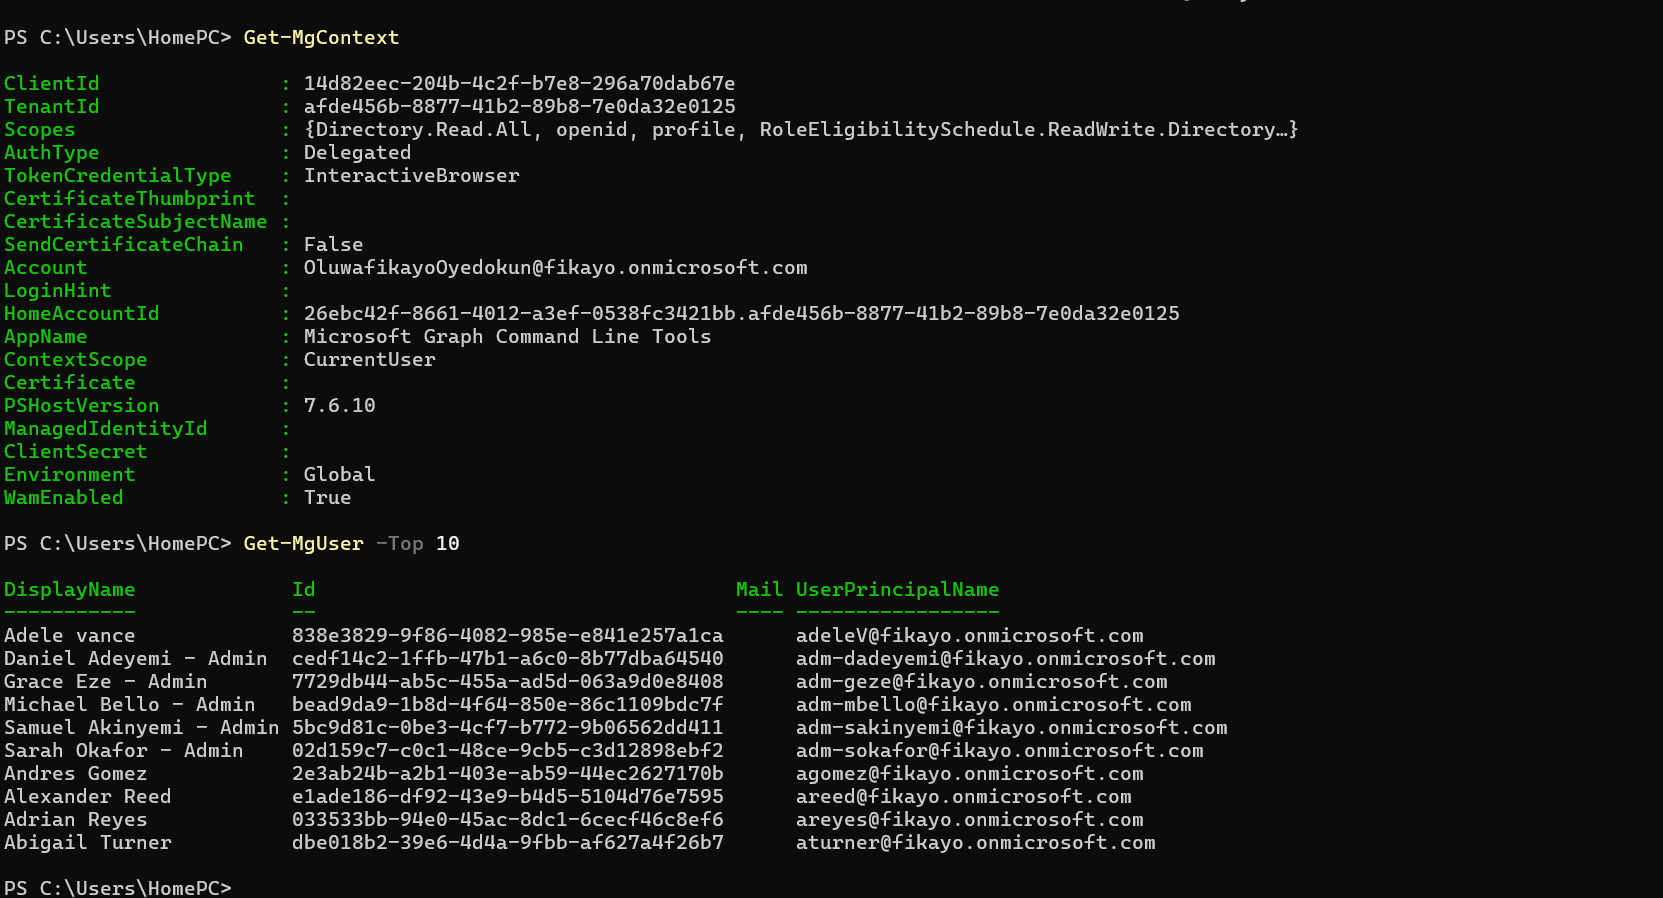 PS C:\Users\HomePC> Get-MgContext
ClientId : 14d82eec-204b-4c2f-b7e8-296a70dab67e
TenantId : afde456b-8877-41b2-89b8-7e0da32e0125
Scopes : {Directory.Read.All, openid, profile, RoleEligibilitySchedule.ReadWrite.Directory…}
AuthType : Delegated
TokenCredentialType : InteractiveBrowser
CertificateThumbprint :
CertificateSubjectName :
SendCertificateChain : False
Account : OluwafikayoOyedokun@fikayo.onmicrosoft.com
LoginHint :
HomeAccountId : 26ebc42f-8661-4012-a3ef-0538fc3421bb.afde456b-8877-41b2-89b8-7e0da32e0125
AppName : Microsoft Graph Command Line Tools
ContextScope : CurrentUser
Certificate :
PSHostVersion : 7.6.10
ManagedIdentityId :
ClientSecret :
Environment : Global
WamEnabled : True
PS C:\Users\HomePC> Get-MgUser -Top 10
DisplayName Id Mail UserPrincipalName
----------- -- ---- -----------------
Adele vance 838e3829-9f86-4082-985e-e841e257a1ca adeleV@fikayo.onmicrosoft.com
Daniel Adeyemi - Admin cedf14c2-1ffb-47b1-a6c0-8b77dba64540 adm-dadeyemi@fikayo.onmicrosoft.com
Grace Eze - Admin 7729db44-ab5c-455a-ad5d-063a9d0e8408 adm-geze@fikayo.onmicrosoft.com
Michael Bello - Admin bead9da9-1b8d-4f64-850e-86c1109bdc7f adm-mbello@fikayo.onmicrosoft.com
Samuel Akinyemi - Admin 5bc9d81c-0be3-4cf7-b772-9b06562dd411 adm-sakinyemi@fikayo.onmicrosoft.com
Sarah Okafor - Admin 02d159c7-c0c1-48ce-9cb5-c3d12898ebf2 adm-sokafor@fikayo.onmicrosoft.com
Andres Gomez 2e3ab24b-a2b1-403e-ab59-44ec2627170b agomez@fikayo.onmicrosoft.com
Alexander Reed e1ade186-df92-43e9-b4d5-5104d76e7595 areed@fikayo.onmicrosoft.com
Adrian Reyes 033533bb-94e0-45ac-8dc1-6cecf46c8ef6 areyes@fikayo.onmicrosoft.com
Abigail Turner dbe018b2-39e6-4d4a-9fbb-af627a4f26b7 aturner@fikayo.onmicrosoft.com
PS C:\Users\HomePC>